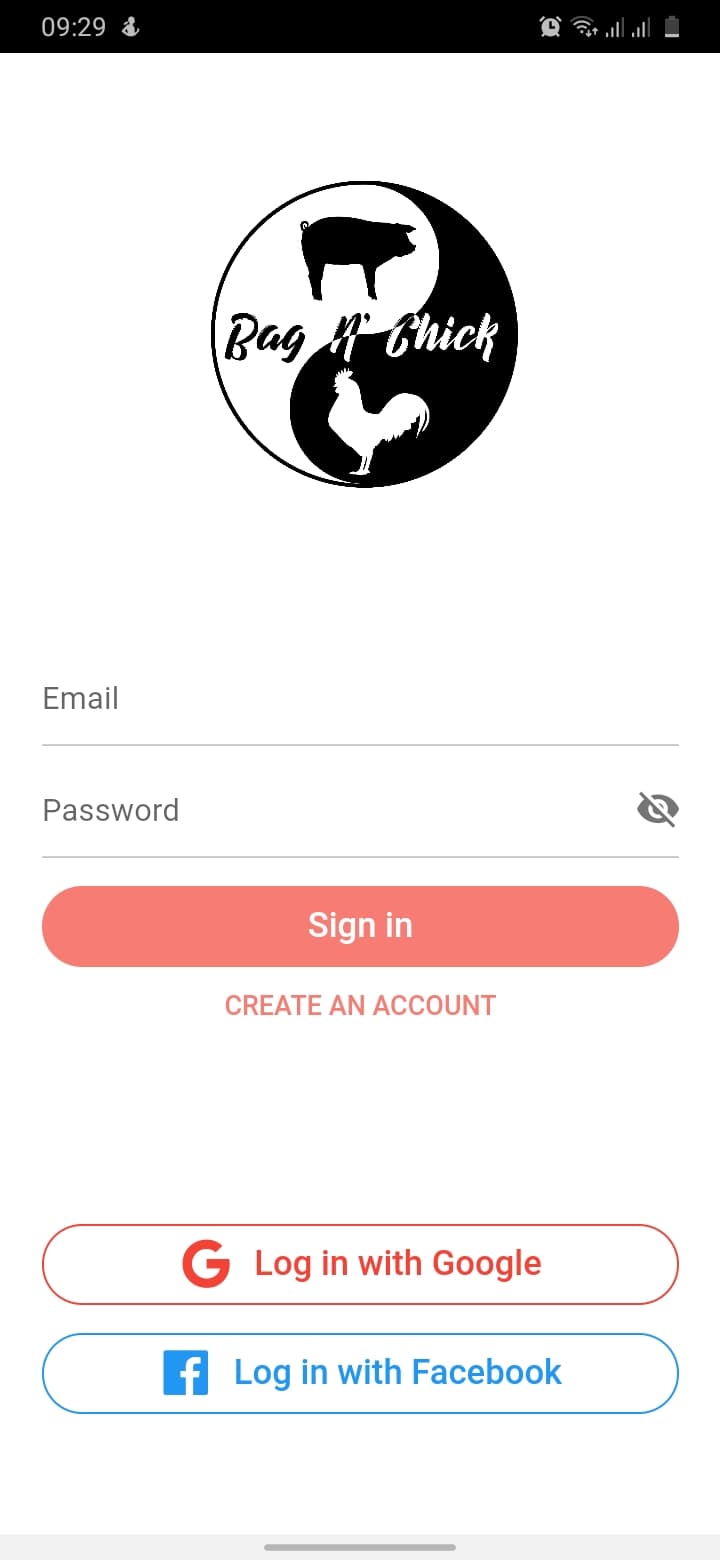 09:29
Bag N' Chick
Email
Password
Sign in
CREATE AN ACCOUNT
Log in with Google
Log in with Facebook